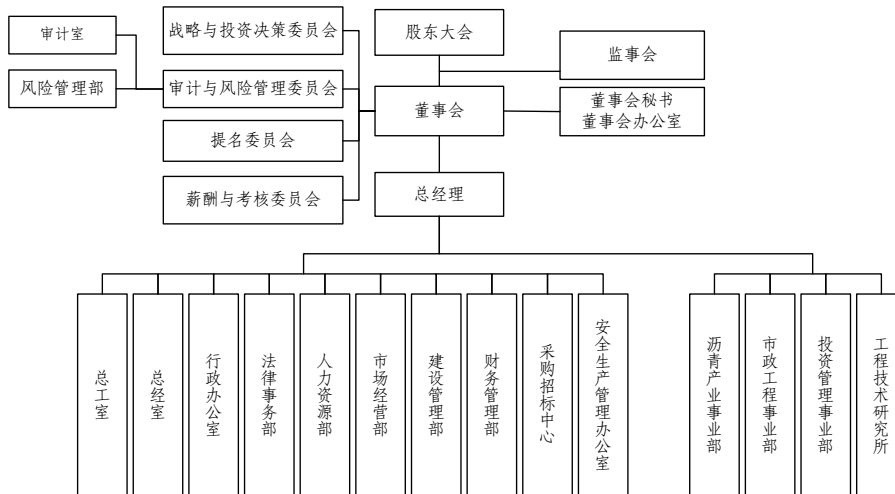 审计室
战略与投资决策委员会
股东大会
监事会
风险管理部
审计与风险管理委员会
董事会
董事会秘书
董事会办公室
提名委员会
薪酬与考核委员会
总经理
总工室
总经室
行政办公室
法律事务部
人力资源部
市场经营部
建设管理部
财务管理部
采购招标中心
安全生产管理办公室
沥青产业事业部
市政工程事业部
投资管理事业部
工程技术研究所